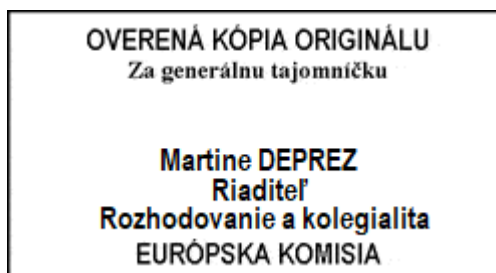 OVERENÁ KÓPIA ORIGINÁLU
Za generálnu tajomníčku
Martine DEPREZ
Riaditeľ
Rozhodovanie a kolegialita
EURÓPSKA KOMISIA